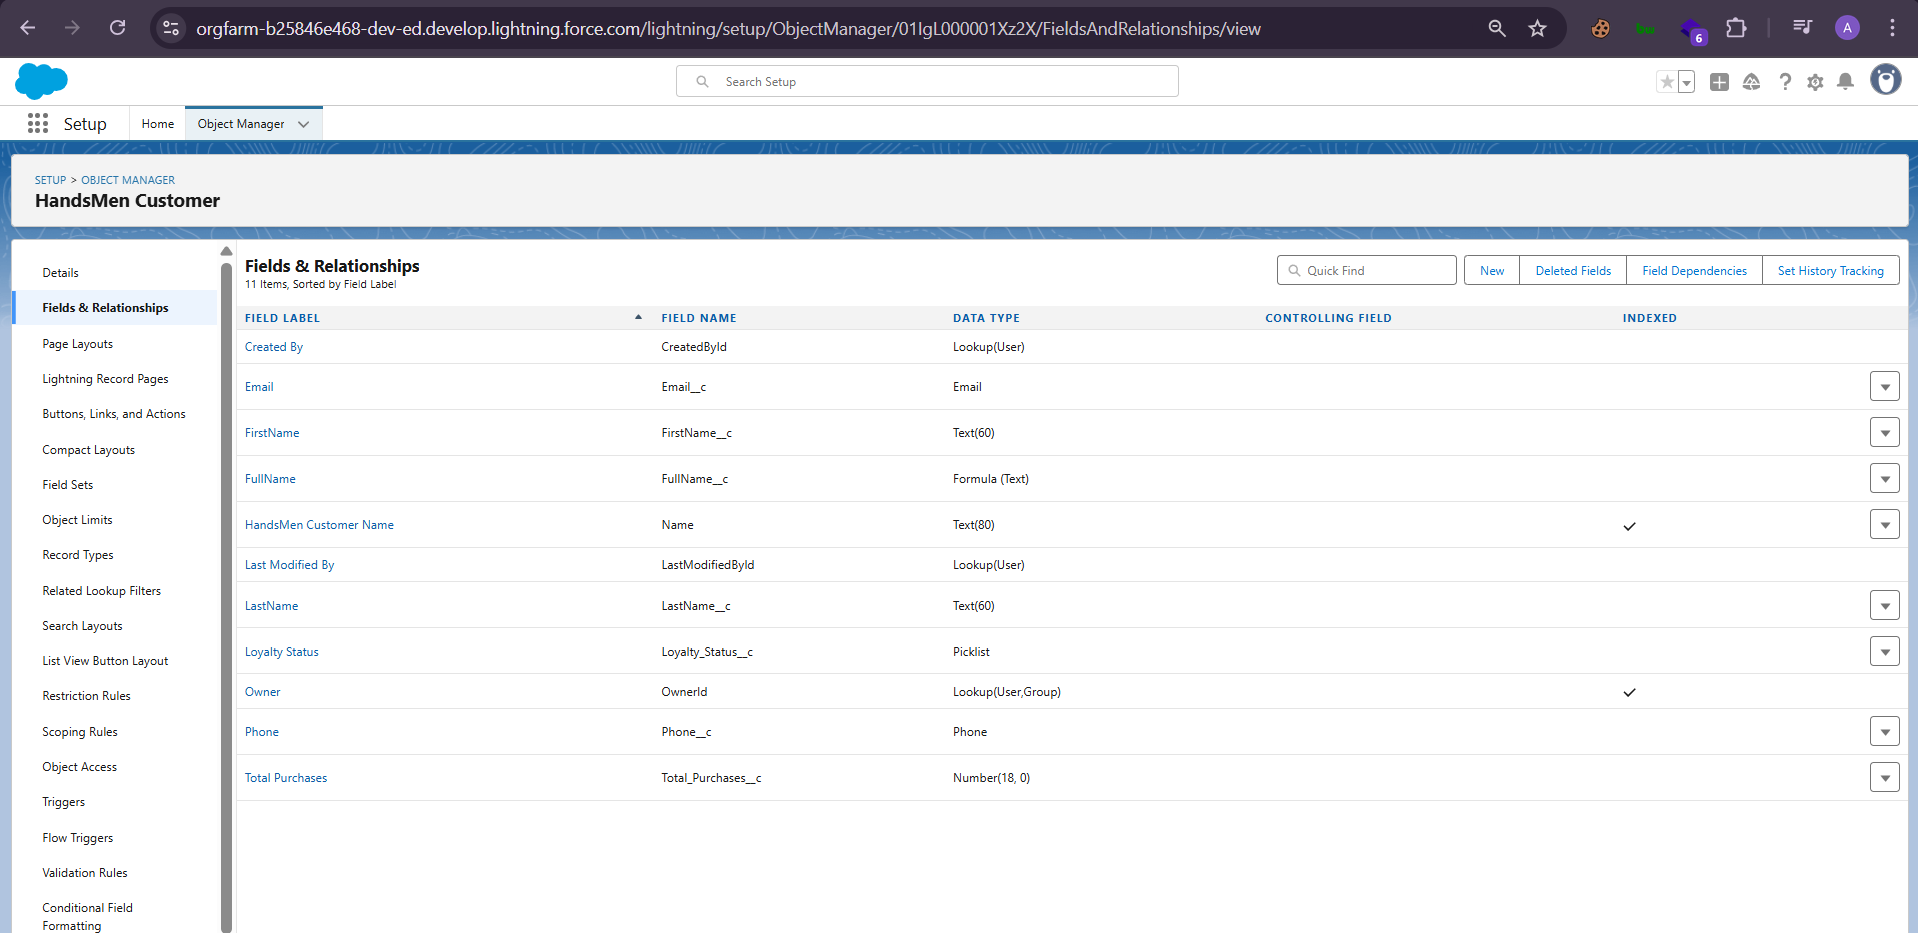 orgfarm-b25846e468-dev-ed.develop.lightning.force.com/lightning/setup/ObjectManager/01IgL000001Xz2X/FieldsAndRelationships/view
bw
6
A
Search Setup
Setup
Home
Object Manager
SETUP > OBJECT MANAGER
HandsMen Customer
Details
Fields & Relationships
Page Layouts
Lightning Record Pages
Buttons, Links, and Actions
Compact Layouts
Field Sets
Object Limits
Record Types
Related Lookup Filters
Search Layouts
List View Button Layout
Restriction Rules
Scoping Rules
Object Access
Triggers
Flow Triggers
Validation Rules
Conditional Field
Formatting
Fields & Relationships
11 Items, Sorted by Field Label
Quick Find
New
Deleted Fields
Field Dependencies
Set History Tracking
FIELD LABEL FIELD NAME DATA TYPE CONTROLLING FIELD INDEXED
Created By CreatedById Lookup(User)
Email Email__c Email
FirstName FirstName__c Text(60)
FullName FullName__c Formula (Text)
HandsMen Customer Name Name Text(80)
Last Modified By LastModifiedById Lookup(User)
LastName LastName__c Text(60)
Loyalty Status Loyalty_Status__c Picklist
Owner OwnerId Lookup(User,Group)
Phone Phone__c Phone
Total Purchases Total_Purchases__c Number(18, 0)